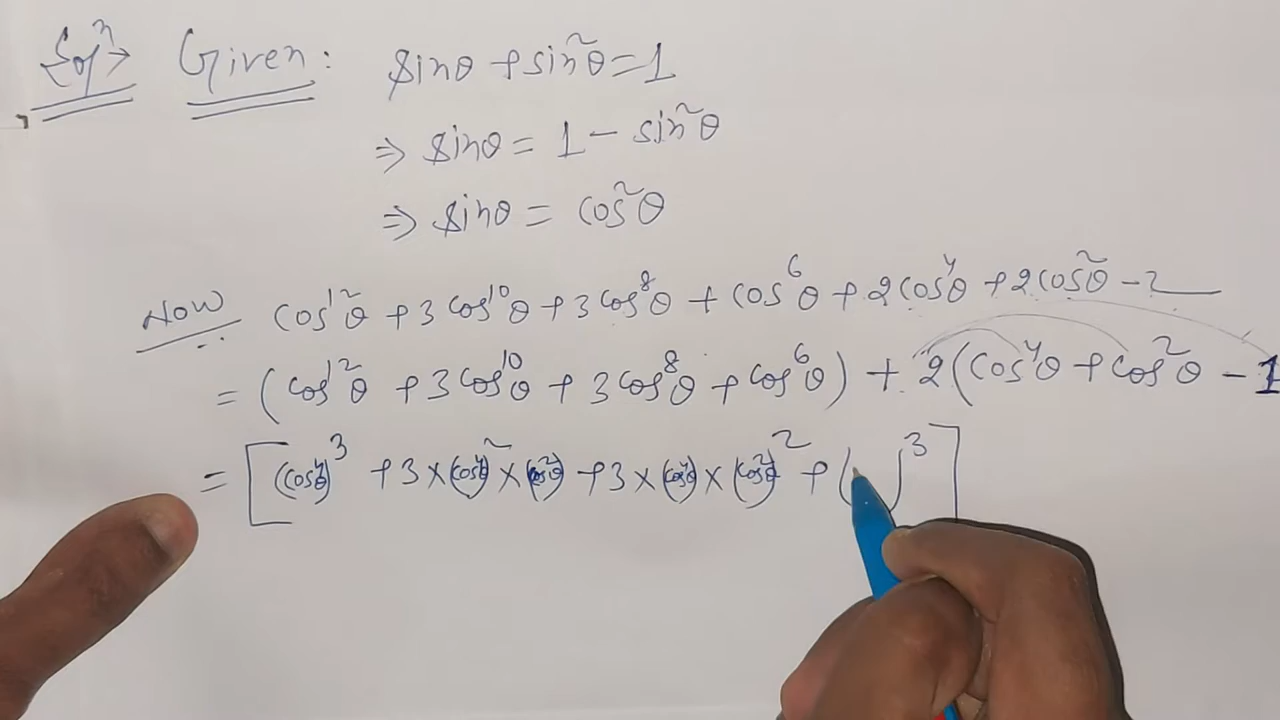 Solⁿ→ Given: sinθ + sin²θ = 1
⇒ sinθ = 1 − sin²θ
⇒ sinθ = cos²θ
Now cos¹²θ + 3cos¹⁰θ + 3cos⁸θ + cos⁶θ + 2cos⁴θ + 2cos²θ − 2
= (cos¹²θ + 3cos¹⁰θ + 3cos⁸θ + cos⁶θ) + 2(cos⁴θ + cos²θ − 1
= [(cos⁴θ)³ + 3×(cos⁴θ)²×(cos²θ) + 3×(cos⁴θ)×(cos²θ)² + ( )³]